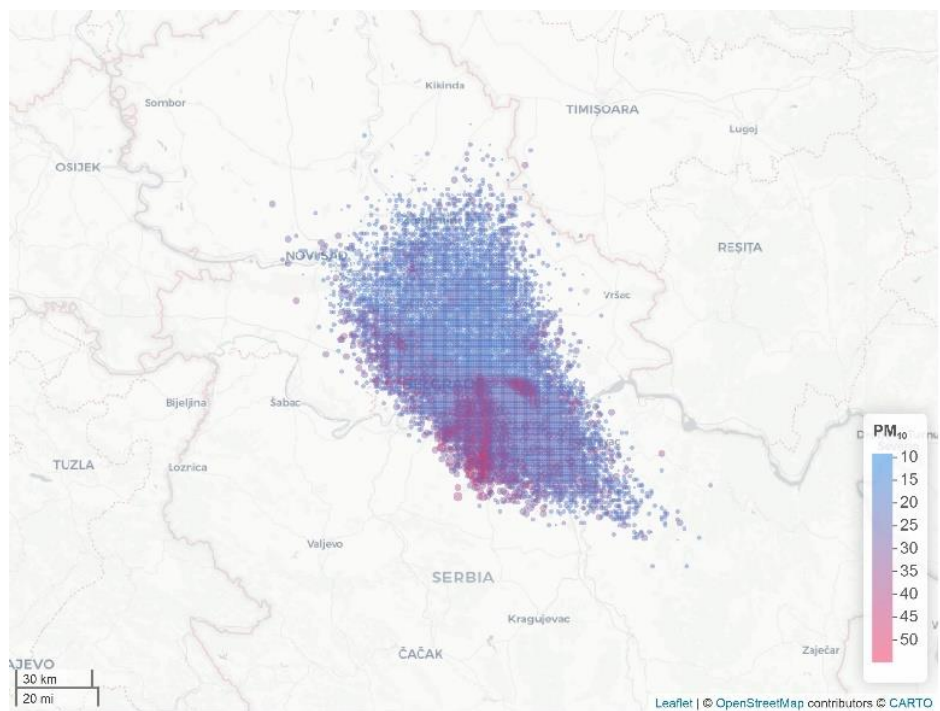 Kikinda
Sombor
TIMIȘOARA
Lugoj
OSIJEK
REȘIȚA
NOVI SAD
Vršac
Bijeljina
Šabac
PM₁₀
10
15
20
25
30
35
40
45
50
TUZLA
Loznica
Valjevo
SERBIA
Kragujevac
ČAČAK
Zaječar
AJEVO
30 km
20 mi
Leaflet | © OpenStreetMap contributors © CARTO